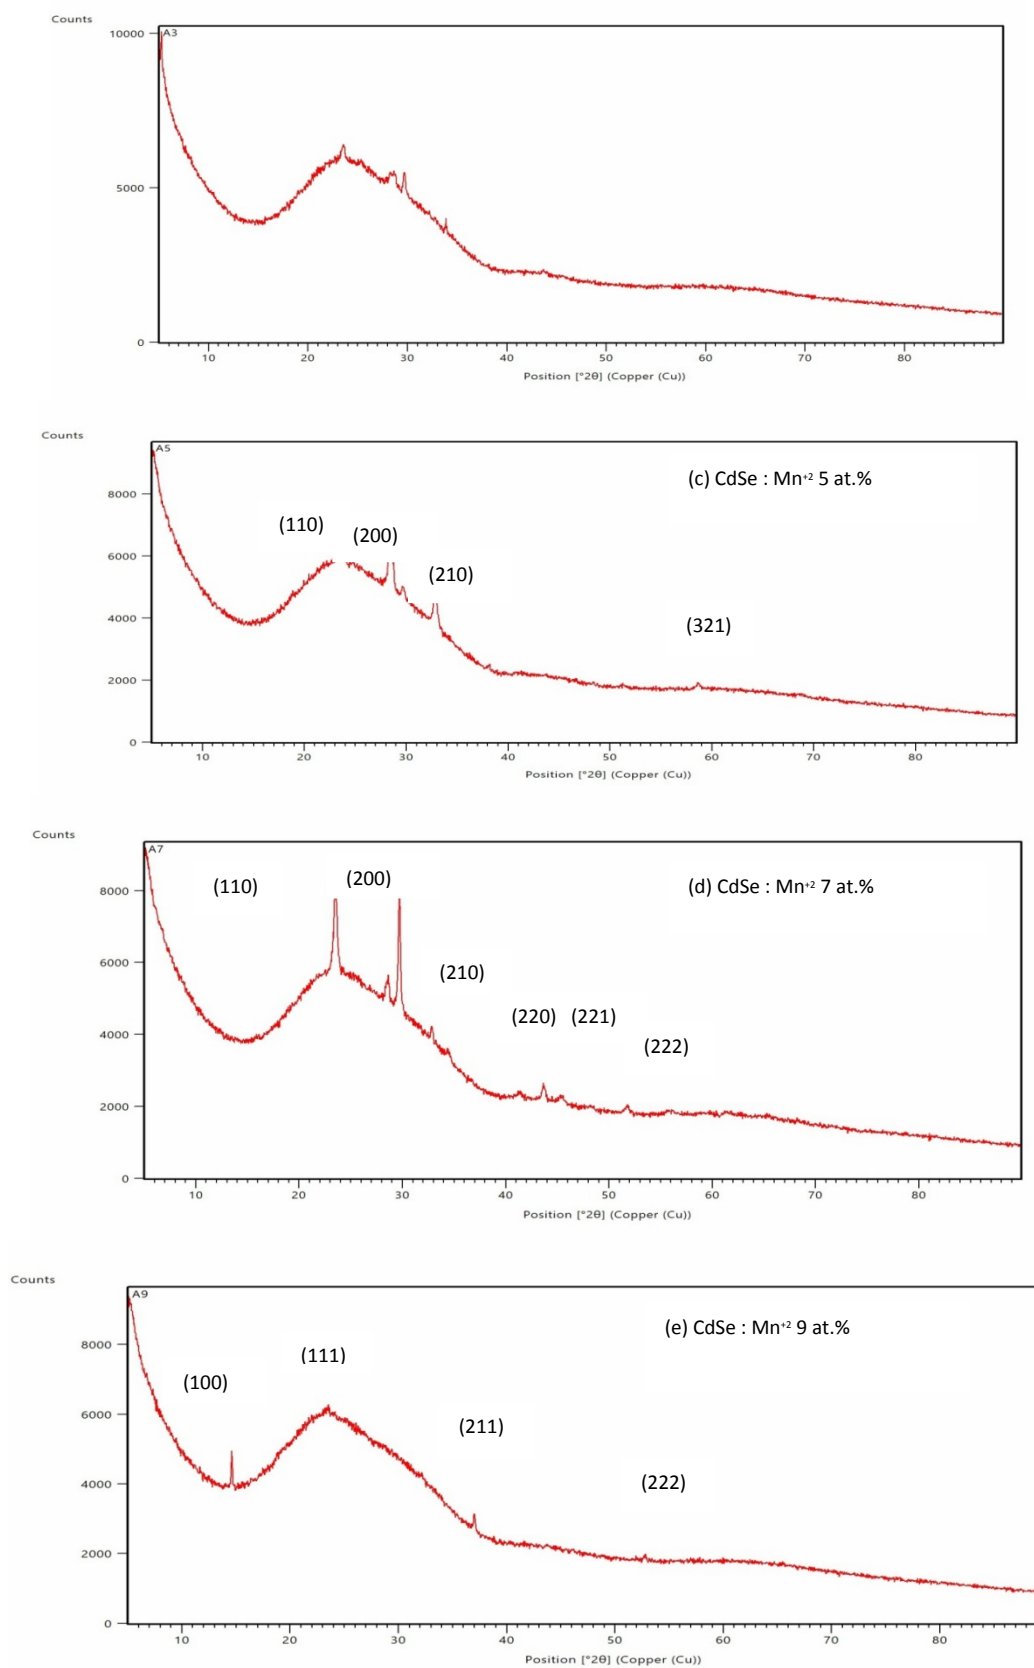 Counts
A3
10000
5000
0
10 20 30 40 50 60 70 80
Position [°2θ] (Copper (Cu))
Counts
A5
(c) CdSe : Mn⁺² 5 at.%
8000
(110) (200)
6000
(210)
4000
(321)
2000
0
10 20 30 40 50 60 70 80
Position [°2θ] (Copper (Cu))
Counts
A7
(110) (200) (d) CdSe : Mn⁺² 7 at.%
8000
(210)
6000
(220) (221)
(222)
4000
2000
0
10 20 30 40 50 60 70 80
Position [°2θ] (Copper (Cu))
Counts
A9
(e) CdSe : Mn⁺² 9 at.%
8000
(111)
(100)
6000
(211)
(222)
4000
2000
0
10 20 30 40 50 60 70 80
Position [°2θ] (Copper (Cu))